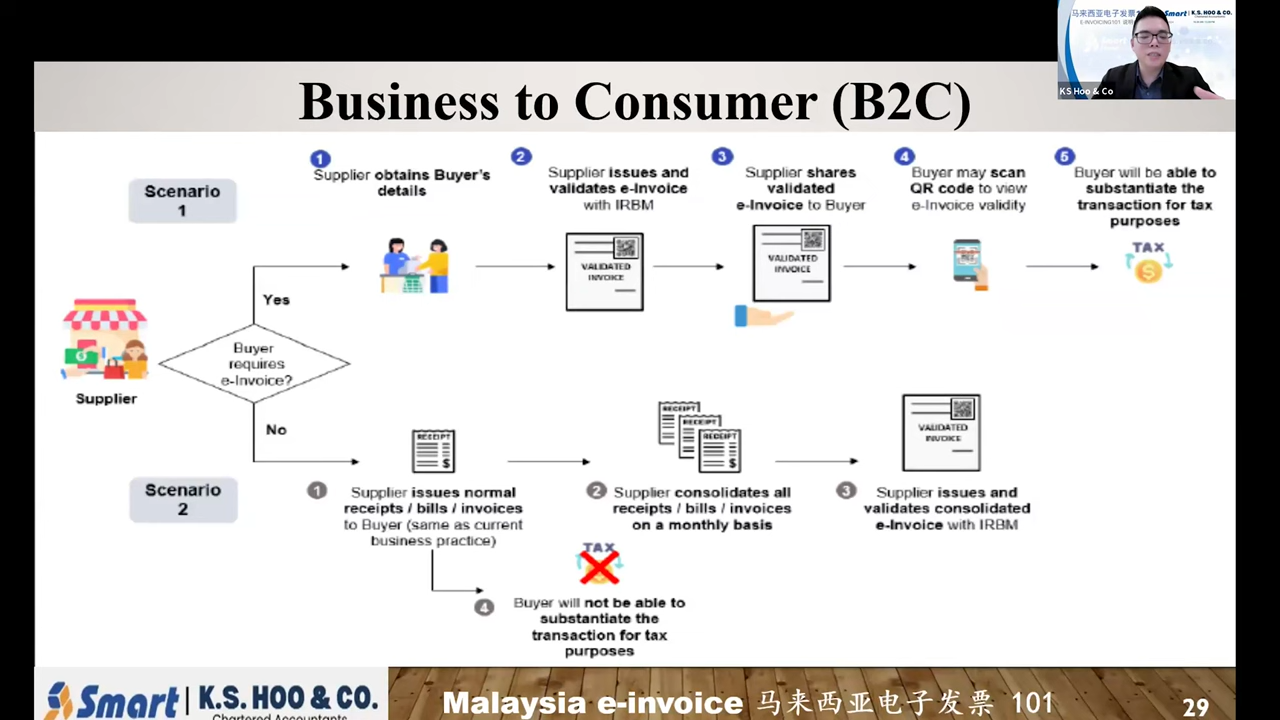 马来西亚电子发票
Smart | K.S. HOO & CO.
KS Hoo & Co
Business to Consumer (B2C)
Scenario
1
1
Supplier obtains Buyer's
details
2
Supplier issues and
validates e-Invoice
with IRBM
3
Supplier shares
validated
e-Invoice to Buyer
4
Buyer may scan
QR code to view
e-Invoice validity
5
Buyer will be able to
substantiate the
transaction for tax
purposes
VALIDATED
INVOICE
VALIDATED
INVOICE
TAX
$
Yes
Buyer
requires
e-Invoice?
Supplier
No
RECEIPT
$
RECEIPT
RECEIPT
RECEIPT
$
VALIDATED
INVOICE
Scenario
2
1
Supplier issues normal
receipts / bills / invoices
to Buyer (same as current
business practice)
2
Supplier consolidates all
receipts / bills / invoices
on a monthly basis
3
Supplier issues and
validates consolidated
e-Invoice with IRBM
TAX
4
Buyer will not be able to
substantiate the
transaction for tax
purposes
Smart | K.S. HOO & CO.
Chartered Accountants
Malaysia e-invoice 马来西亚电子发票 101
29